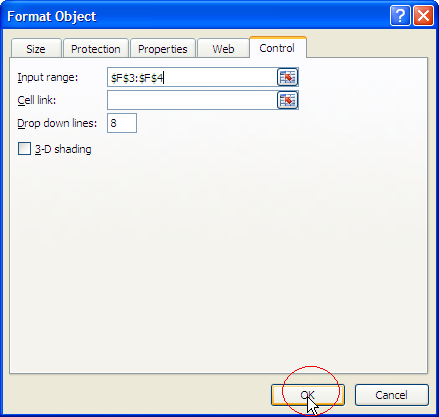 Format Object
Size Protection Properties Web Control
Input range: $F$3:$F$4
Cell link:
Drop down lines: 8
3-D shading
OK Cancel